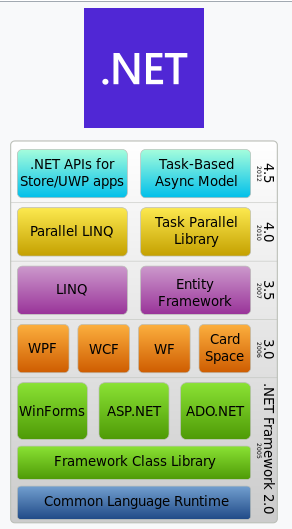 .NET
.NET APIs for
Store/UWP apps
Task-Based
Async Model
4.5
2012
Parallel LINQ
Task Parallel
Library
4.0
2010
LINQ
Entity
Framework
3.5
2007
WPF
WCF
WF
Card
Space
3.0
2006
WinForms
ASP.NET
ADO.NET
.NET Framework 2.0
2005
Framework Class Library
Common Language Runtime